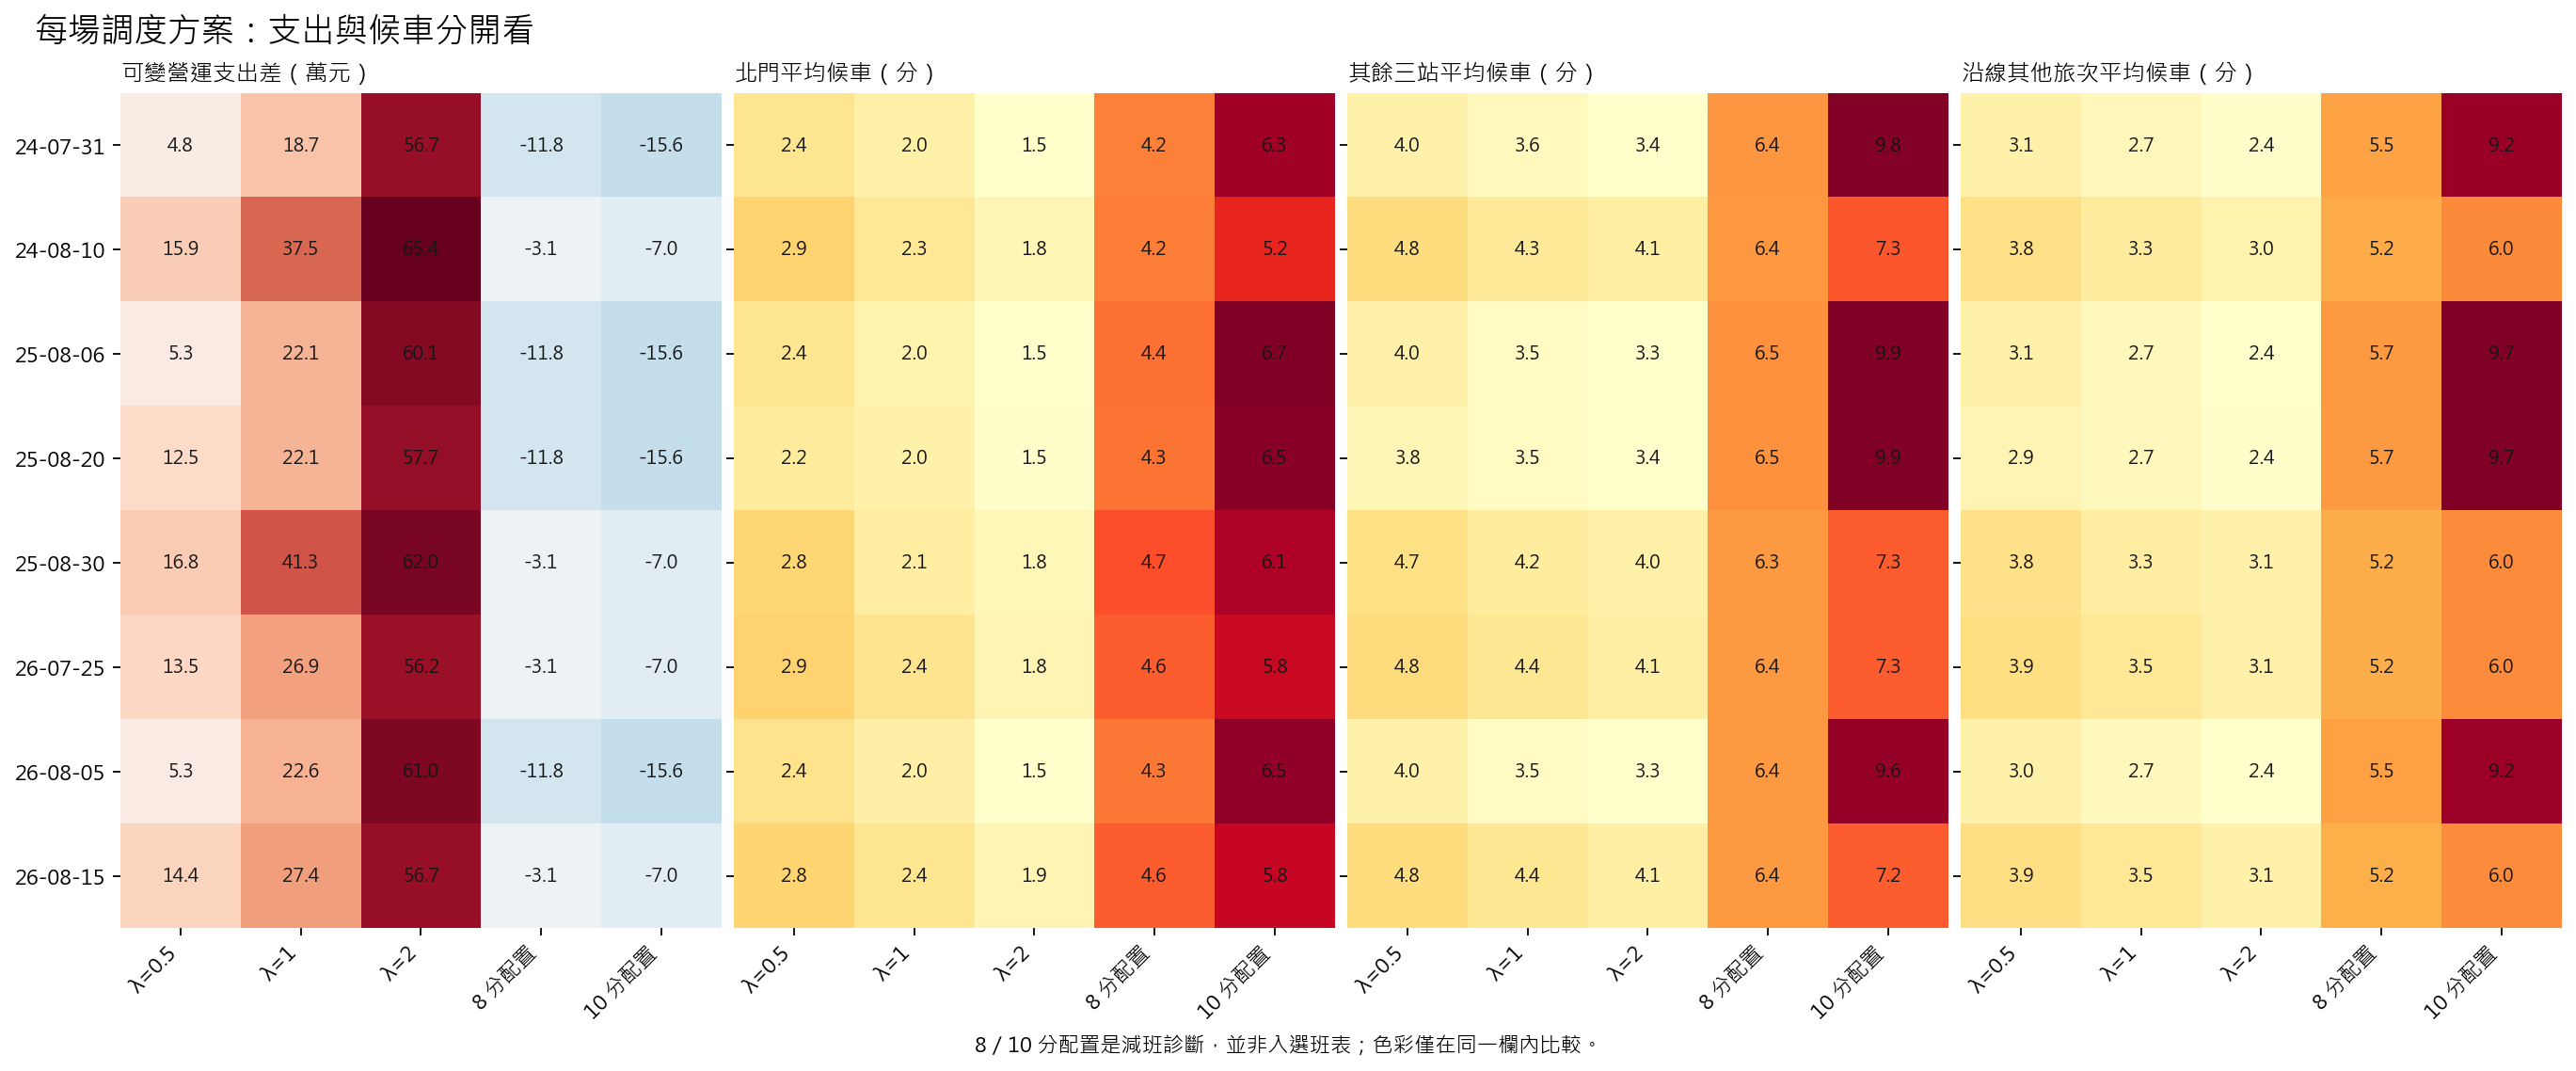 每場調度方案：支出與候車分開看
可變營運支出差（萬元） 北門平均候車（分） 其餘三站平均候車（分） 沿線其他旅次平均候車（分）
24-07-31 4.8 18.7 56.7 -11.8 -15.6 2.4 2.0 1.5 4.2 6.3 4.0 3.6 3.4 6.4 9.8 3.1 2.7 2.4 5.5 9.2
24-08-10 15.9 37.5 65.4 -3.1 -7.0 2.9 2.3 1.8 4.2 5.2 4.8 4.3 4.1 6.4 7.3 3.8 3.3 3.0 5.2 6.0
25-08-06 5.3 22.1 60.1 -11.8 -15.6 2.4 2.0 1.5 4.4 6.7 4.0 3.5 3.3 6.5 9.9 3.1 2.7 2.4 5.7 9.7
25-08-20 12.5 22.1 57.7 -11.8 -15.6 2.2 2.0 1.5 4.3 6.5 3.8 3.5 3.4 6.5 9.9 2.9 2.7 2.4 5.7 9.7
25-08-30 16.8 41.3 62.0 -3.1 -7.0 2.8 2.1 1.8 4.7 6.1 4.7 4.2 4.0 6.3 7.3 3.8 3.3 3.1 5.2 6.0
26-07-25 13.5 26.9 56.2 -3.1 -7.0 2.9 2.4 1.8 4.6 5.8 4.8 4.4 4.1 6.4 7.3 3.9 3.5 3.1 5.2 6.0
26-08-05 5.3 22.6 61.0 -11.8 -15.6 2.4 2.0 1.5 4.3 6.5 4.0 3.5 3.3 6.4 9.6 3.0 2.7 2.4 5.5 9.2
26-08-15 14.4 27.4 56.7 -3.1 -7.0 2.8 2.4 1.9 4.6 5.8 4.8 4.4 4.1 6.4 7.2 3.9 3.5 3.1 5.2 6.0
λ=0.5 λ=1 λ=2 8 分配置 10 分配置 λ=0.5 λ=1 λ=2 8 分配置 10 分配置 λ=0.5 λ=1 λ=2 8 分配置 10 分配置 λ=0.5 λ=1 λ=2 8 分配置 10 分配置
8 / 10 分配置是減班診斷，並非入選班表；色彩僅在同一欄內比較。